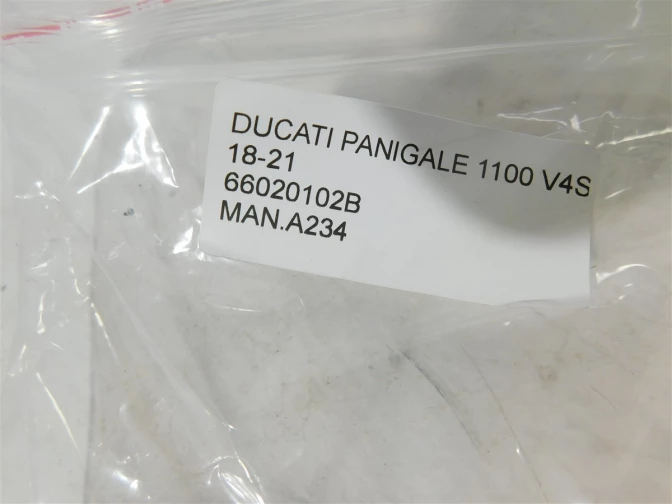 DUCATI PANIGALE 1100 V4S
18-21
66020102B
MAN.A234